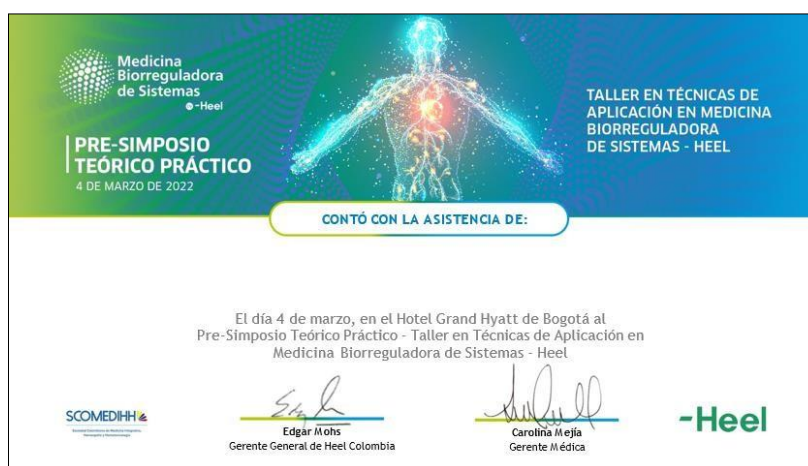 Medicina
Biorreguladora
de Sistemas
-Heel
PRE-SIMPOSIO
TEÓRICO PRÁCTICO
4 DE MARZO DE 2022
TALLER EN TÉCNICAS DE
APLICACIÓN EN MEDICINA
BIORREGULADORA
DE SISTEMAS - HEEL
CONTÓ CON LA ASISTENCIA DE:
El día 4 de marzo, en el Hotel Grand Hyatt de Bogotá al
Pre-Simposio Teórico Práctico - Taller en Técnicas de Aplicación en
Medicina Biorreguladora de Sistemas - Heel
SCOMEDIHH
Edgar Mohs
Gerente General de Heel Colombia
Carolina Mejía
Gerente Médica
-Heel